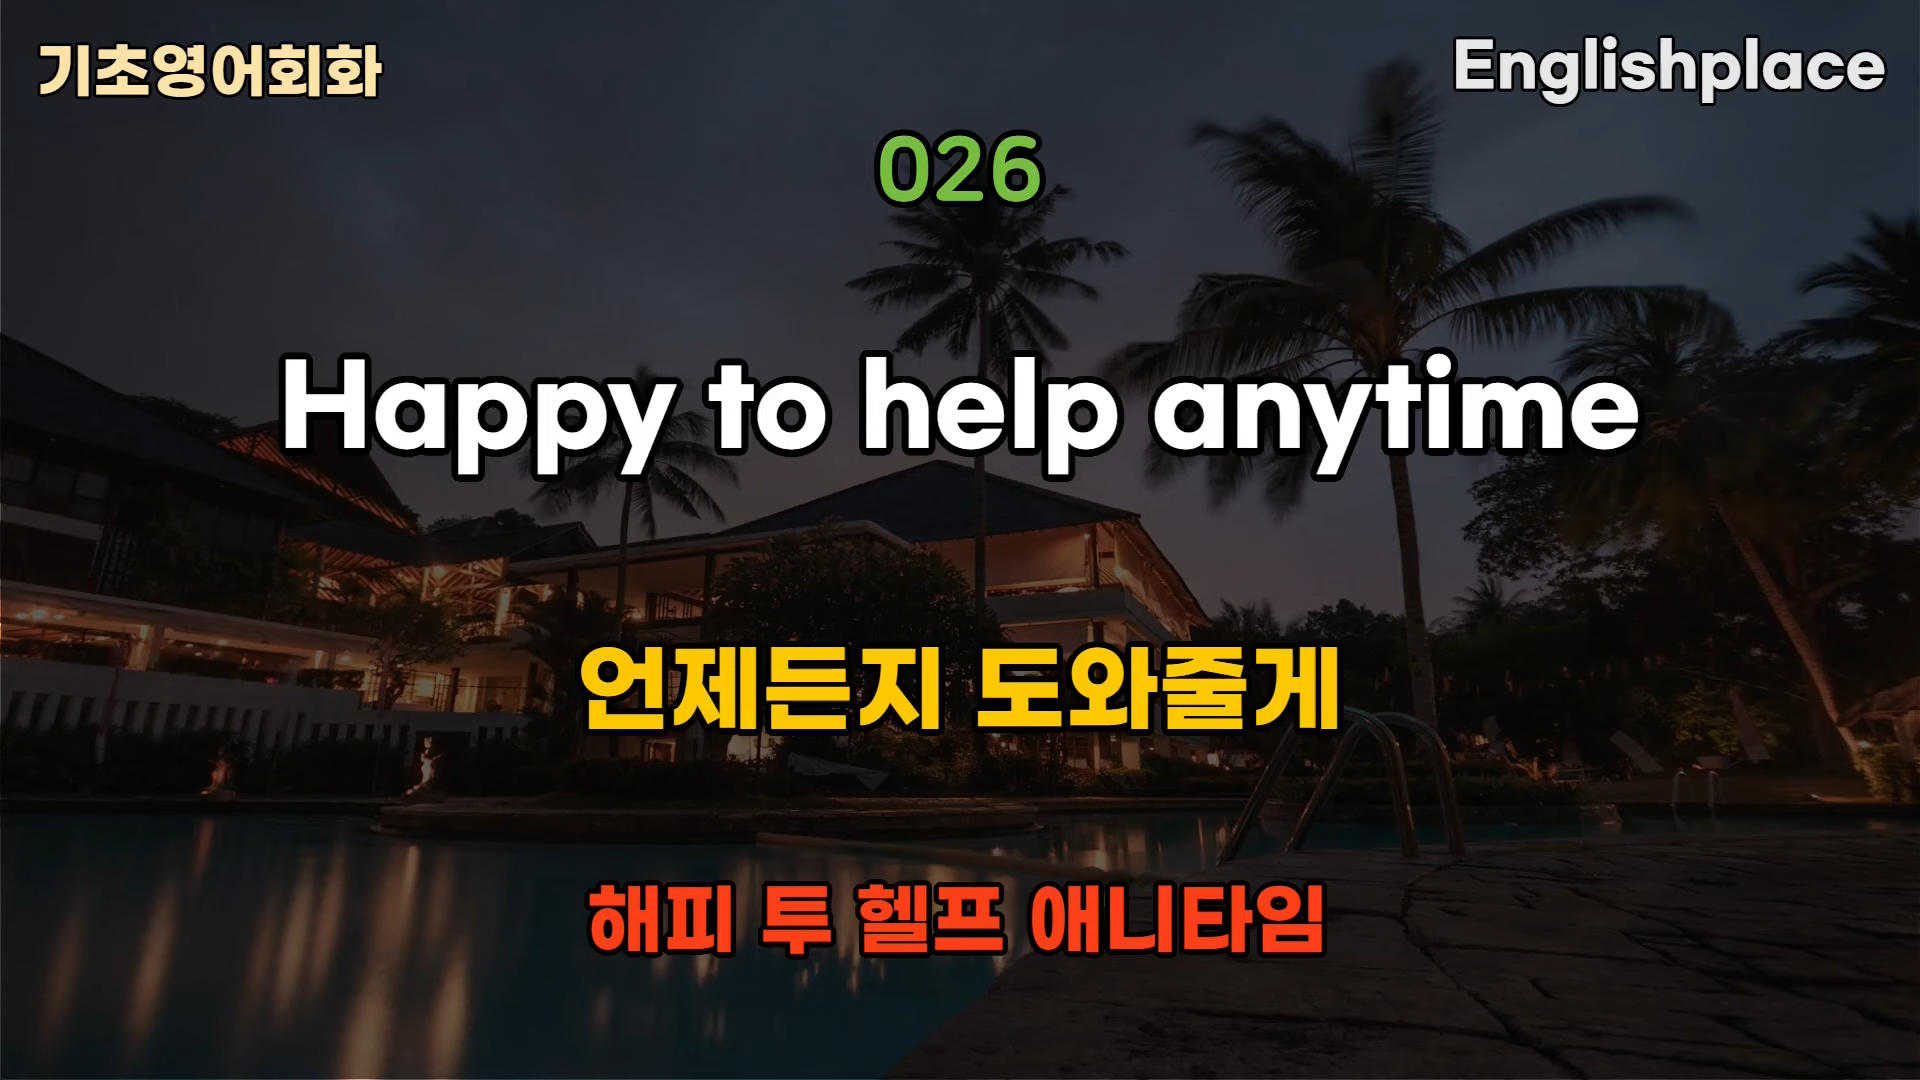 기초영어회화
Englishplace
026
Happy to help anytime
언제든지 도와줄게
해피 투 헬프 애니타임